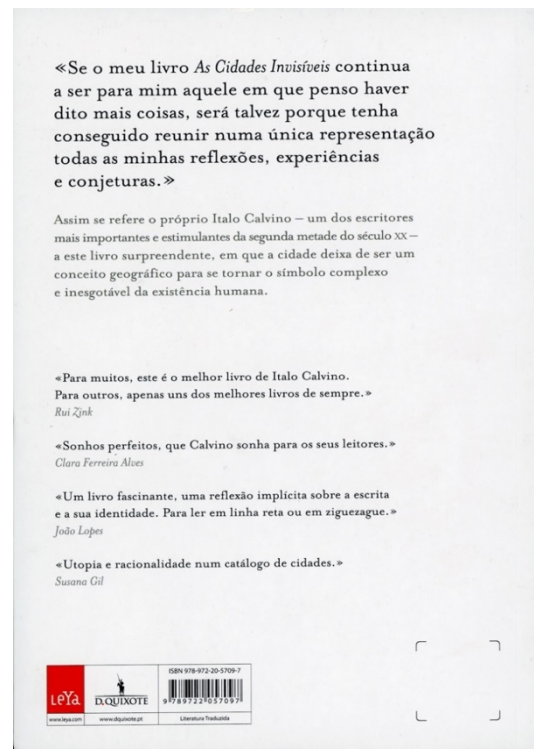 «Se o meu livro As Cidades Invisíveis continua
a ser para mim aquele em que penso haver
dito mais coisas, será talvez porque tenha
conseguido reunir numa única representação
todas as minhas reflexões, experiências
e conjeturas.»
Assim se refere o próprio Italo Calvino – um dos escritores
mais importantes e estimulantes da segunda metade do século XX –
a este livro surpreendente, em que a cidade deixa de ser um
conceito geográfico para se tornar o símbolo complexo
e inesgotável da existência humana.
«Para muitos, este é o melhor livro de Italo Calvino.
Para outros, apenas uns dos melhores livros de sempre.»
Rui Zink
«Sonhos perfeitos, que Calvino sonha para os seus leitores.»
Clara Ferreira Alves
«Um livro fascinante, uma reflexão implícita sobre a escrita
e a sua identidade. Para ler em linha reta ou em ziguezague.»
João Lopes
«Utopia e racionalidade num catálogo de cidades.»
Susana Gil
LeYa
www.leya.com
D.QUIXOTE
www.dquixote.pt
ISBN 978-972-20-5709-7
9 789722 057097
Literatura Traduzida